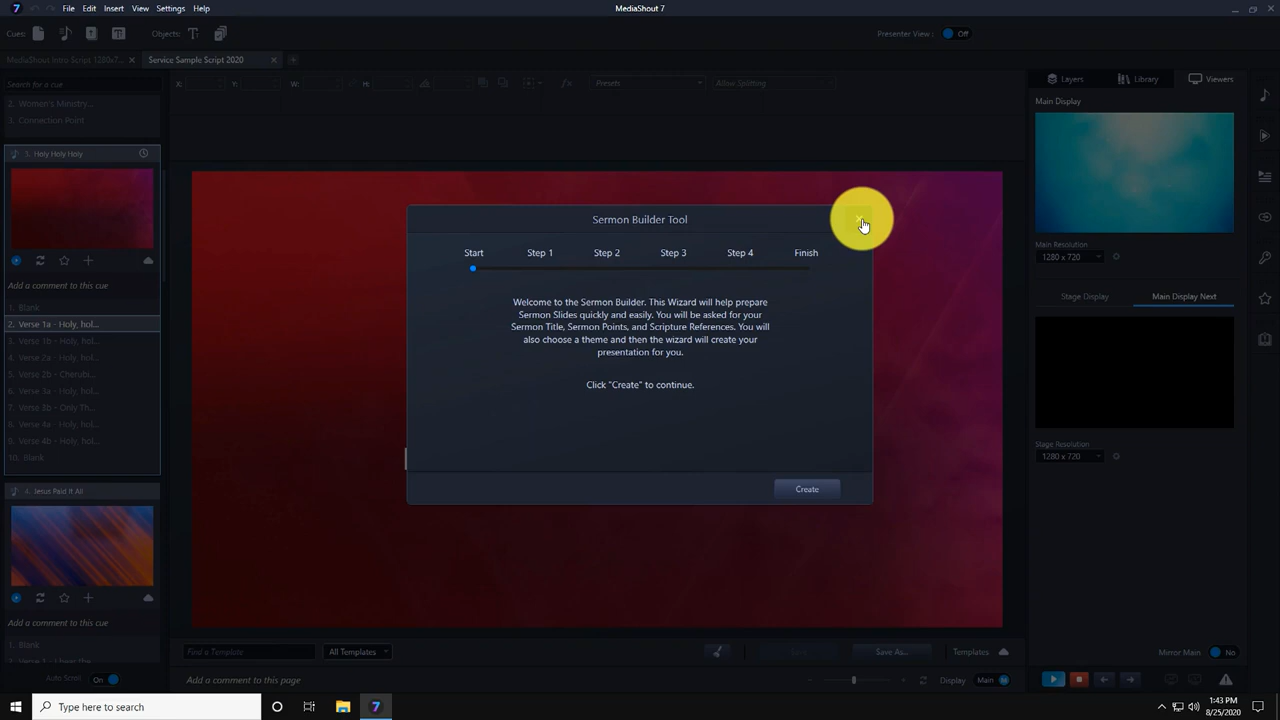 File Edit Insert View Settings Help
MediaShout 7
Cues:
Objects:
Presenter View :
Off
MediaShout Intro Script 1280x7...
Service Sample Script 2020
Search for a cue
X:
Y:
W:
H:
Presets
Allow Splitting
Layers
Library
Viewers
2. Women's Ministry...
3. Connection Point
Main Display
3. Holy Holy Holy
Add a comment to this cue
1. Blank
2. Verse 1a - Holy, hol...
3. Verse 1b - Holy, hol...
4. Verse 2a - Holy, hol...
5. Verse 2b - Cherubi...
6. Verse 3a - Holy, hol...
7. Verse 3b - Only Th...
8. Verse 4a - Holy, hol...
9. Verse 4b - Holy, hol...
10. Blank
4. Jesus Paid It All
Add a comment to this cue
1. Blank
2. Verse 1 - I hear the...
Auto Scroll
On
Sermon Builder Tool
Start
Step 1
Step 2
Step 3
Step 4
Finish
Welcome to the Sermon Builder. This Wizard will help prepare
Sermon Slides quickly and easily. You will be asked for your
Sermon Title, Sermon Points, and Scripture References. You will
also choose a theme and then the wizard will create your
presentation for you.
Click "Create" to continue.
Create
Main Resolution
1280 x 720
Stage Display
Main Display Next
Stage Resolution
1280 x 720
Find a Template
All Templates
Save
Save As...
Templates
Mirror Main
No
Add a comment to this page
Display
Main
Type here to search
1:43 PM
8/25/2020